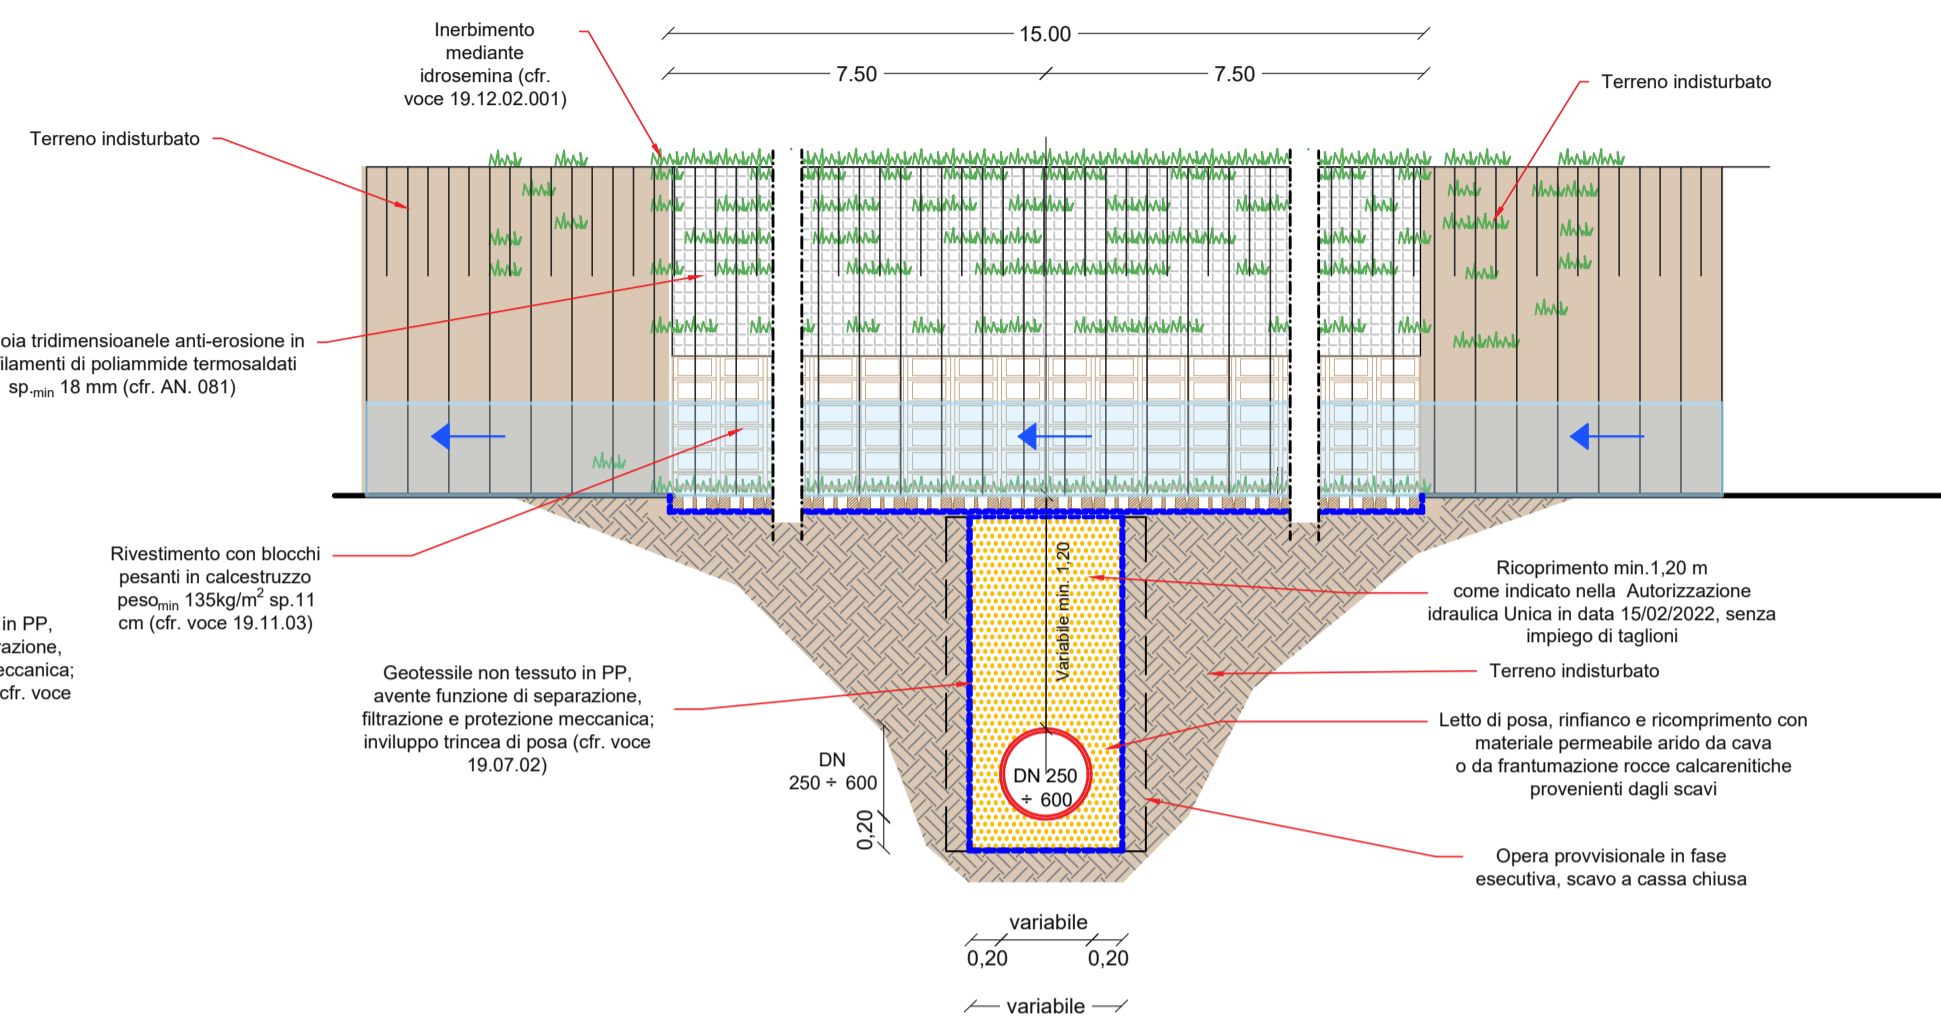 Inerbimento
mediante
idrosemina (cfr.
voce 19.12.02.001)
15.00
7.50
7.50
Terreno indisturbato
Terreno indisturbato
oia tridimensioanele anti-erosione in
filamenti di poliammide termosaldati
sp.min 18 mm (cfr. AN. 081)
Rivestimento con blocchi
pesanti in calcestruzzo
pesomin 135kg/m2 sp.11
cm (cfr. voce 19.11.03)
in PP,
razione,
eccanica;
cfr. voce
Geotessile non tessuto in PP,
avente funzione di separazione,
filtrazione e protezione meccanica;
inviluppo trincea di posa (cfr. voce
19.07.02)
Variabile min. 1,20
DN
250 ÷ 600
0,20
DN 250
÷ 600
Ricoprimento min.1,20 m
come indicato nella Autorizzazione
idraulica Unica in data 15/02/2022, senza
impiego di taglioni
Terreno indisturbato
Letto di posa, rinfianco e ricomprimento con
materiale permeabile arido da cava
o da frantumazione rocce calcarenitiche
provenienti dagli scavi
Opera provvisionale in fase
esecutiva, scavo a cassa chiusa
variabile
0,20
0,20
variabile